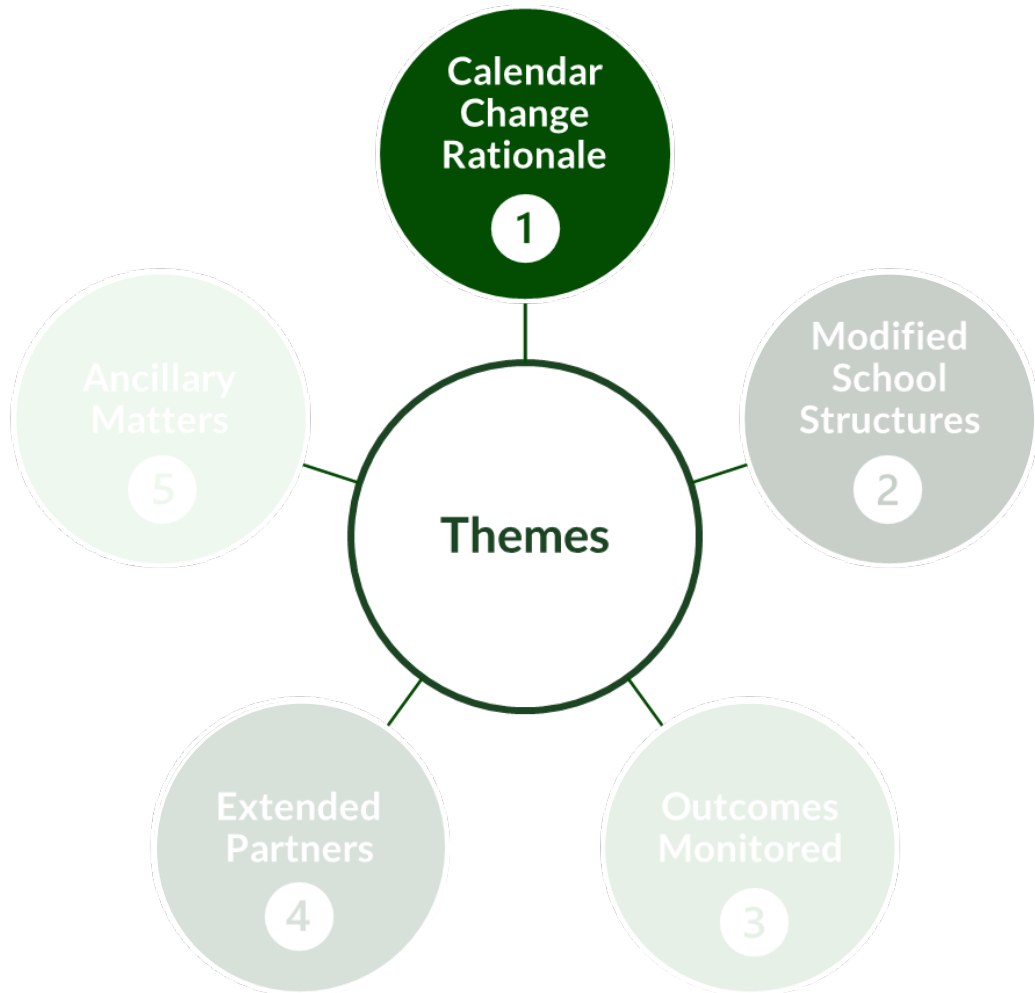 Calendar
Change
Rationale
1
Modified
School
Structures
2
Outcomes
Monitored
3
Extended
Partners
4
Ancillary
Matters
5
Themes